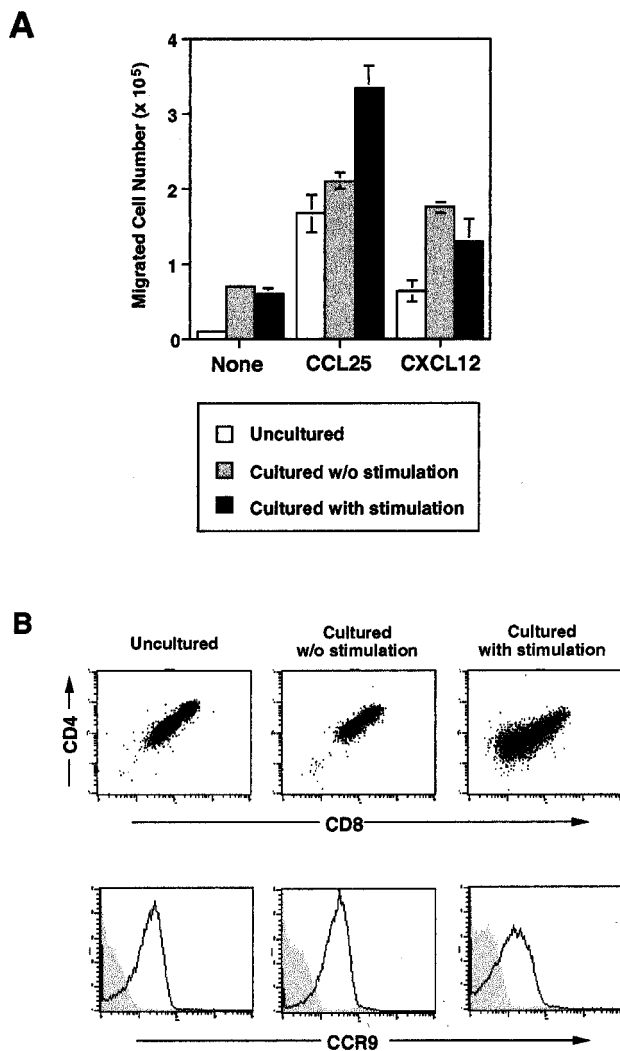 A
Migrated Cell Number (x 10⁵)
4
3
2
1
0
None CCL25 CXCL12
Uncultured
Cultured w/o stimulation
Cultured with stimulation
B
Uncultured
Cultured
w/o stimulation
Cultured
with stimulation
CD4
CD8
CCR9